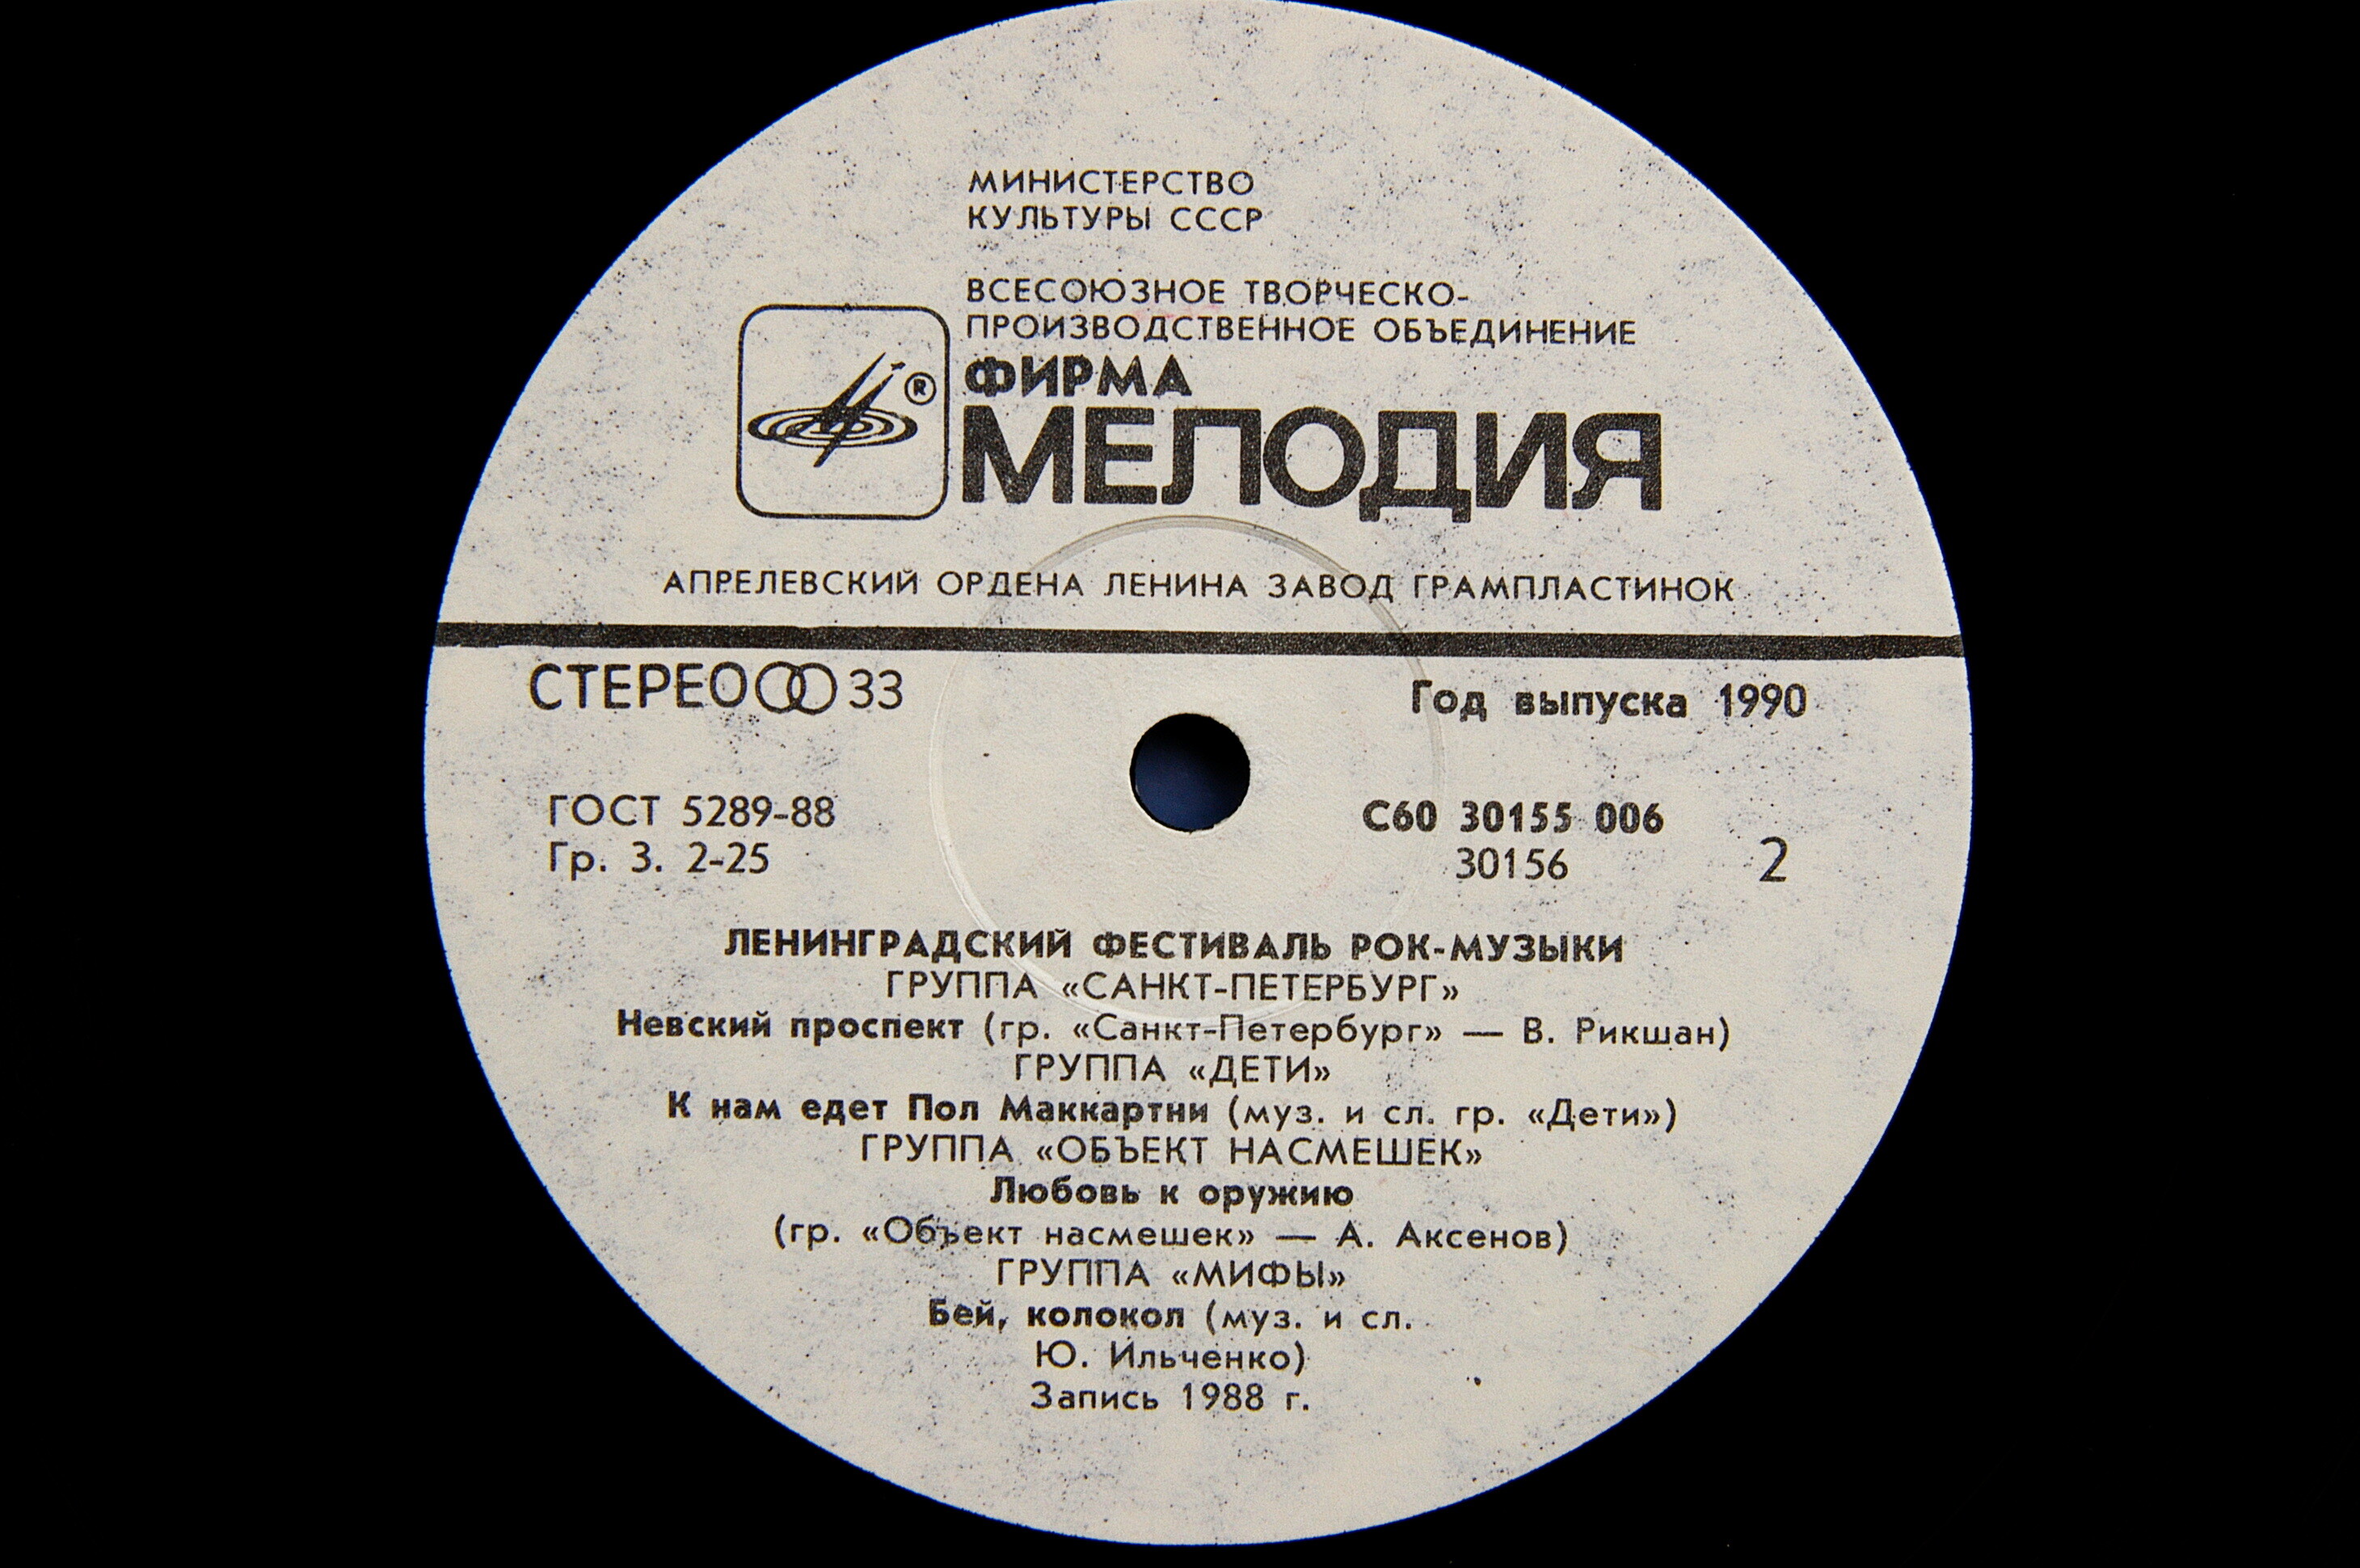 МИНИСТЕРСТВО
КУЛЬТУРЫ СССР
ВСЕСОЮЗНОЕ ТВОРЧЕСКО-
ПРОИЗВОДСТВЕННОЕ ОБЪЕДИНЕНИЕ
ФИРМА
®
МЕЛОДИЯ
АПРЕЛЕВСКИЙ ОРДЕНА ЛЕНИНА ЗАВОД ГРАМПЛАСТИНОК
СТЕРЕО 33
Год выпуска 1990
ГОСТ 5289-88
Гр. 3. 2-25
С60 30155 006
30156
2
ЛЕНИНГРАДСКИЙ ФЕСТИВАЛЬ РОК-МУЗЫКИ
ГРУППА «САНКТ-ПЕТЕРБУРГ»
Невский проспект (гр. «Санкт-Петербург» — В. Рикшан)
ГРУППА «ДЕТИ»
К нам едет Пол Маккартни (муз. и сл. гр. «Дети»)
ГРУППА «ОБЪЕКТ НАСМЕШЕК»
Любовь к оружию
(гр. «Объект насмешек» — А. Аксенов)
ГРУППА «МИФЫ»
Бей, колокол (муз. и сл.
Ю. Ильченко)
Запись 1988 г.